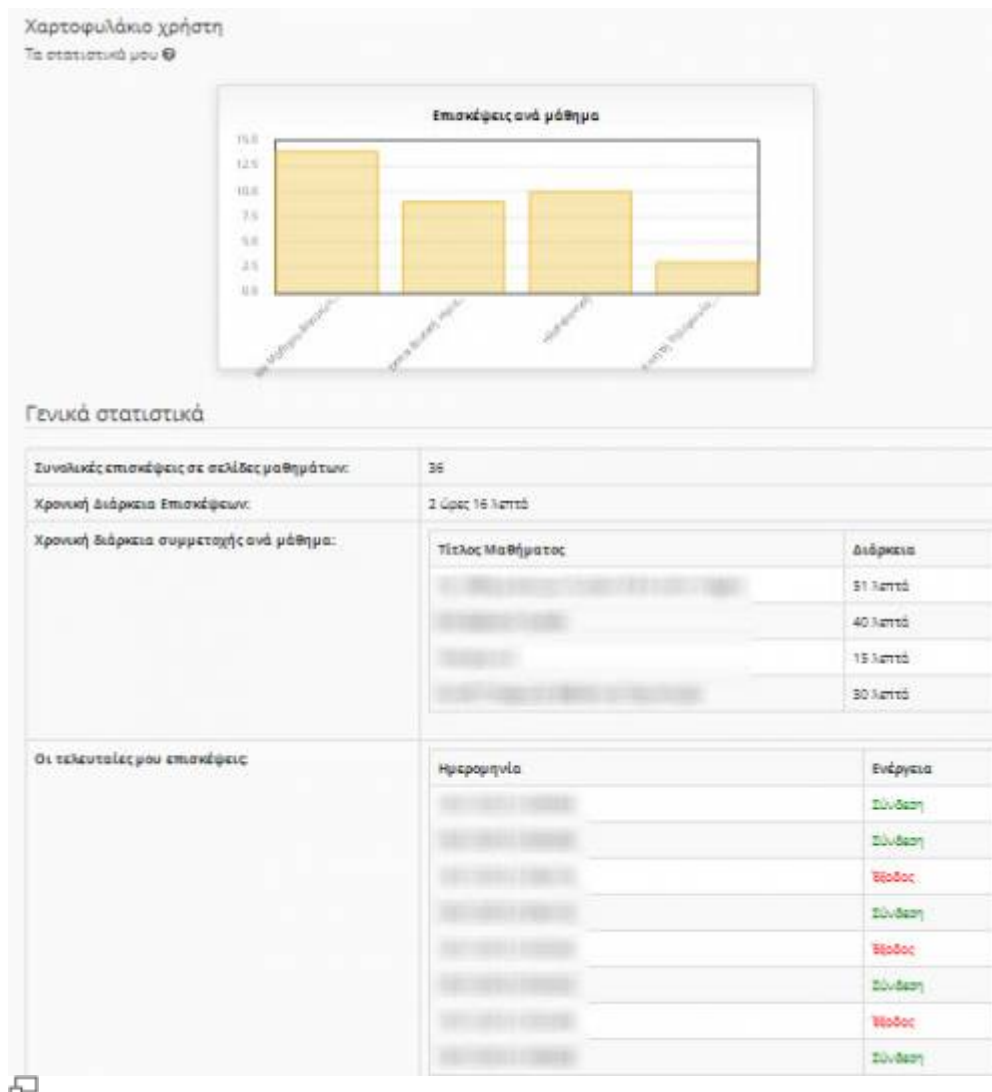 Χαρτοφυλάκιο χρήστη
Τα στατιστικά μου
Επισκέψεις ανά μάθημα
15.0
12.5
10.0
7.5
5.0
2.5
0.0
Γενικά στατιστικά
Συνολικές επισκέψεις σε σελίδες μαθημάτων: 36
Χρονική Διάρκεια Επισκέψεων: 2 ώρες 16 λεπτά
Χρονική διάρκεια συμμετοχής ανά μάθημα:
Τίτλος Μαθήματος Διάρκεια
51 λεπτά
40 λεπτά
15 λεπτά
30 λεπτά
Οι τελευταίες μου επισκέψεις:
Ημερομηνία Ενέργεια
Σύνδεση
Σύνδεση
Έξοδος
Σύνδεση
Έξοδος
Σύνδεση
Έξοδος
Σύνδεση